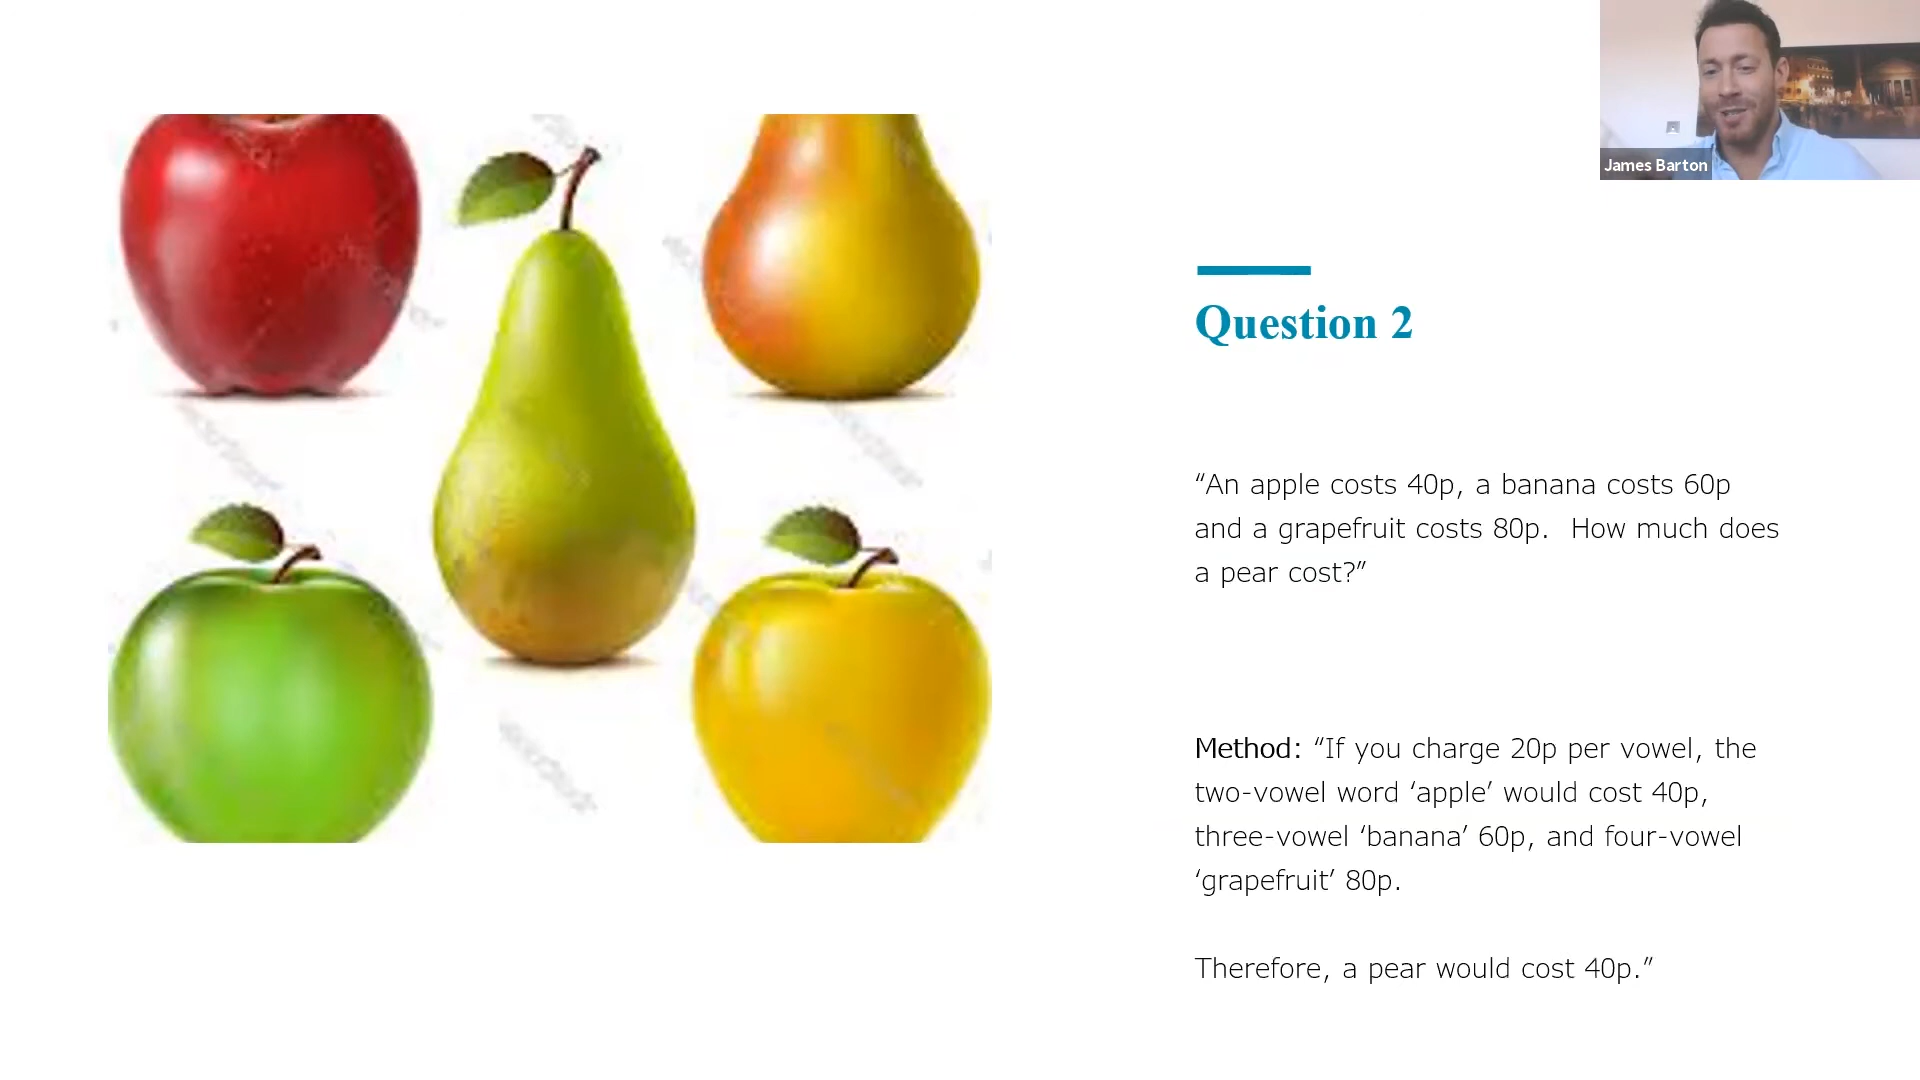 James Barton
Question 2
“An apple costs 40p, a banana costs 60p
and a grapefruit costs 80p.  How much does
a pear cost?”
Method: “If you charge 20p per vowel, the
two-vowel word ‘apple’ would cost 40p,
three-vowel ‘banana’ 60p, and four-vowel
‘grapefruit’ 80p.
Therefore, a pear would cost 40p.”